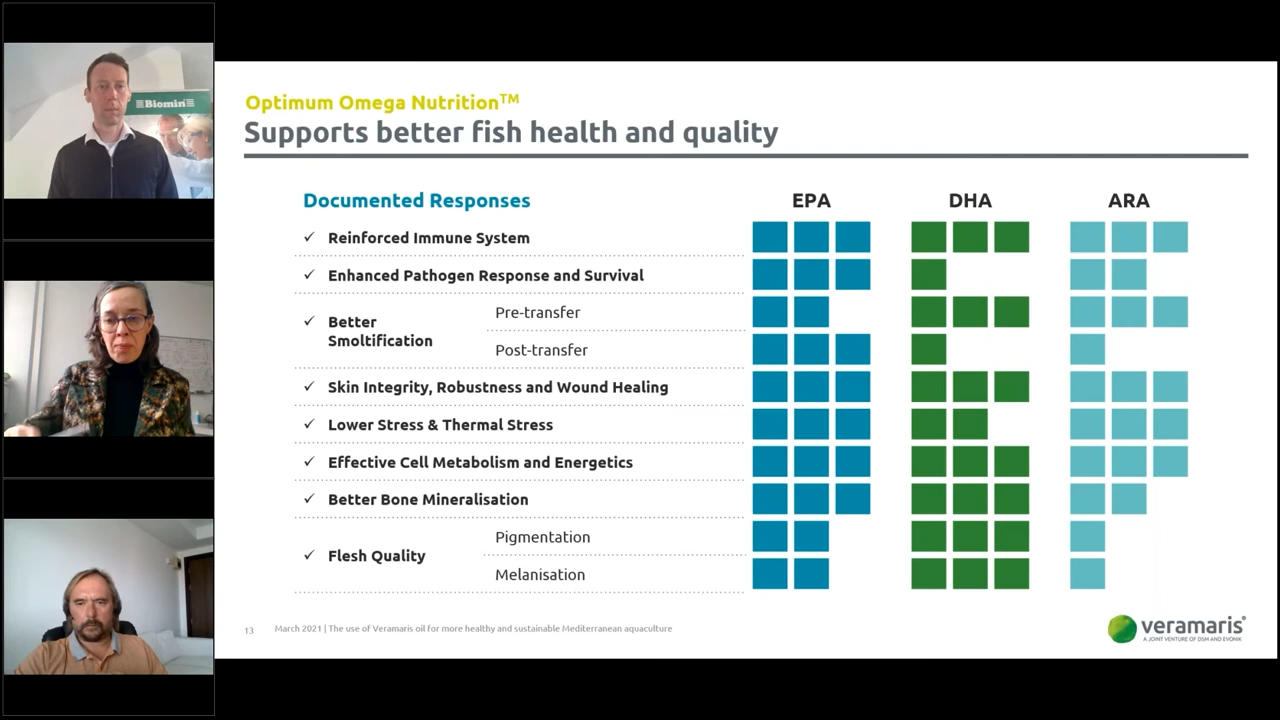 Biomin
Optimum Omega Nutrition™
Supports better fish health and quality
Documented Responses EPA DHA ARA
✓ Reinforced Immune System
✓ Enhanced Pathogen Response and Survival
✓ Better Smoltification
Pre-transfer
Post-transfer
✓ Skin Integrity, Robustness and Wound Healing
✓ Lower Stress & Thermal Stress
✓ Effective Cell Metabolism and Energetics
✓ Better Bone Mineralisation
✓ Flesh Quality
Pigmentation
Melanisation
13 March 2021 | The use of Veramaris oil for more healthy and sustainable Mediterranean aquaculture
veramaris®
A JOINT VENTURE OF DSM AND EVONIK